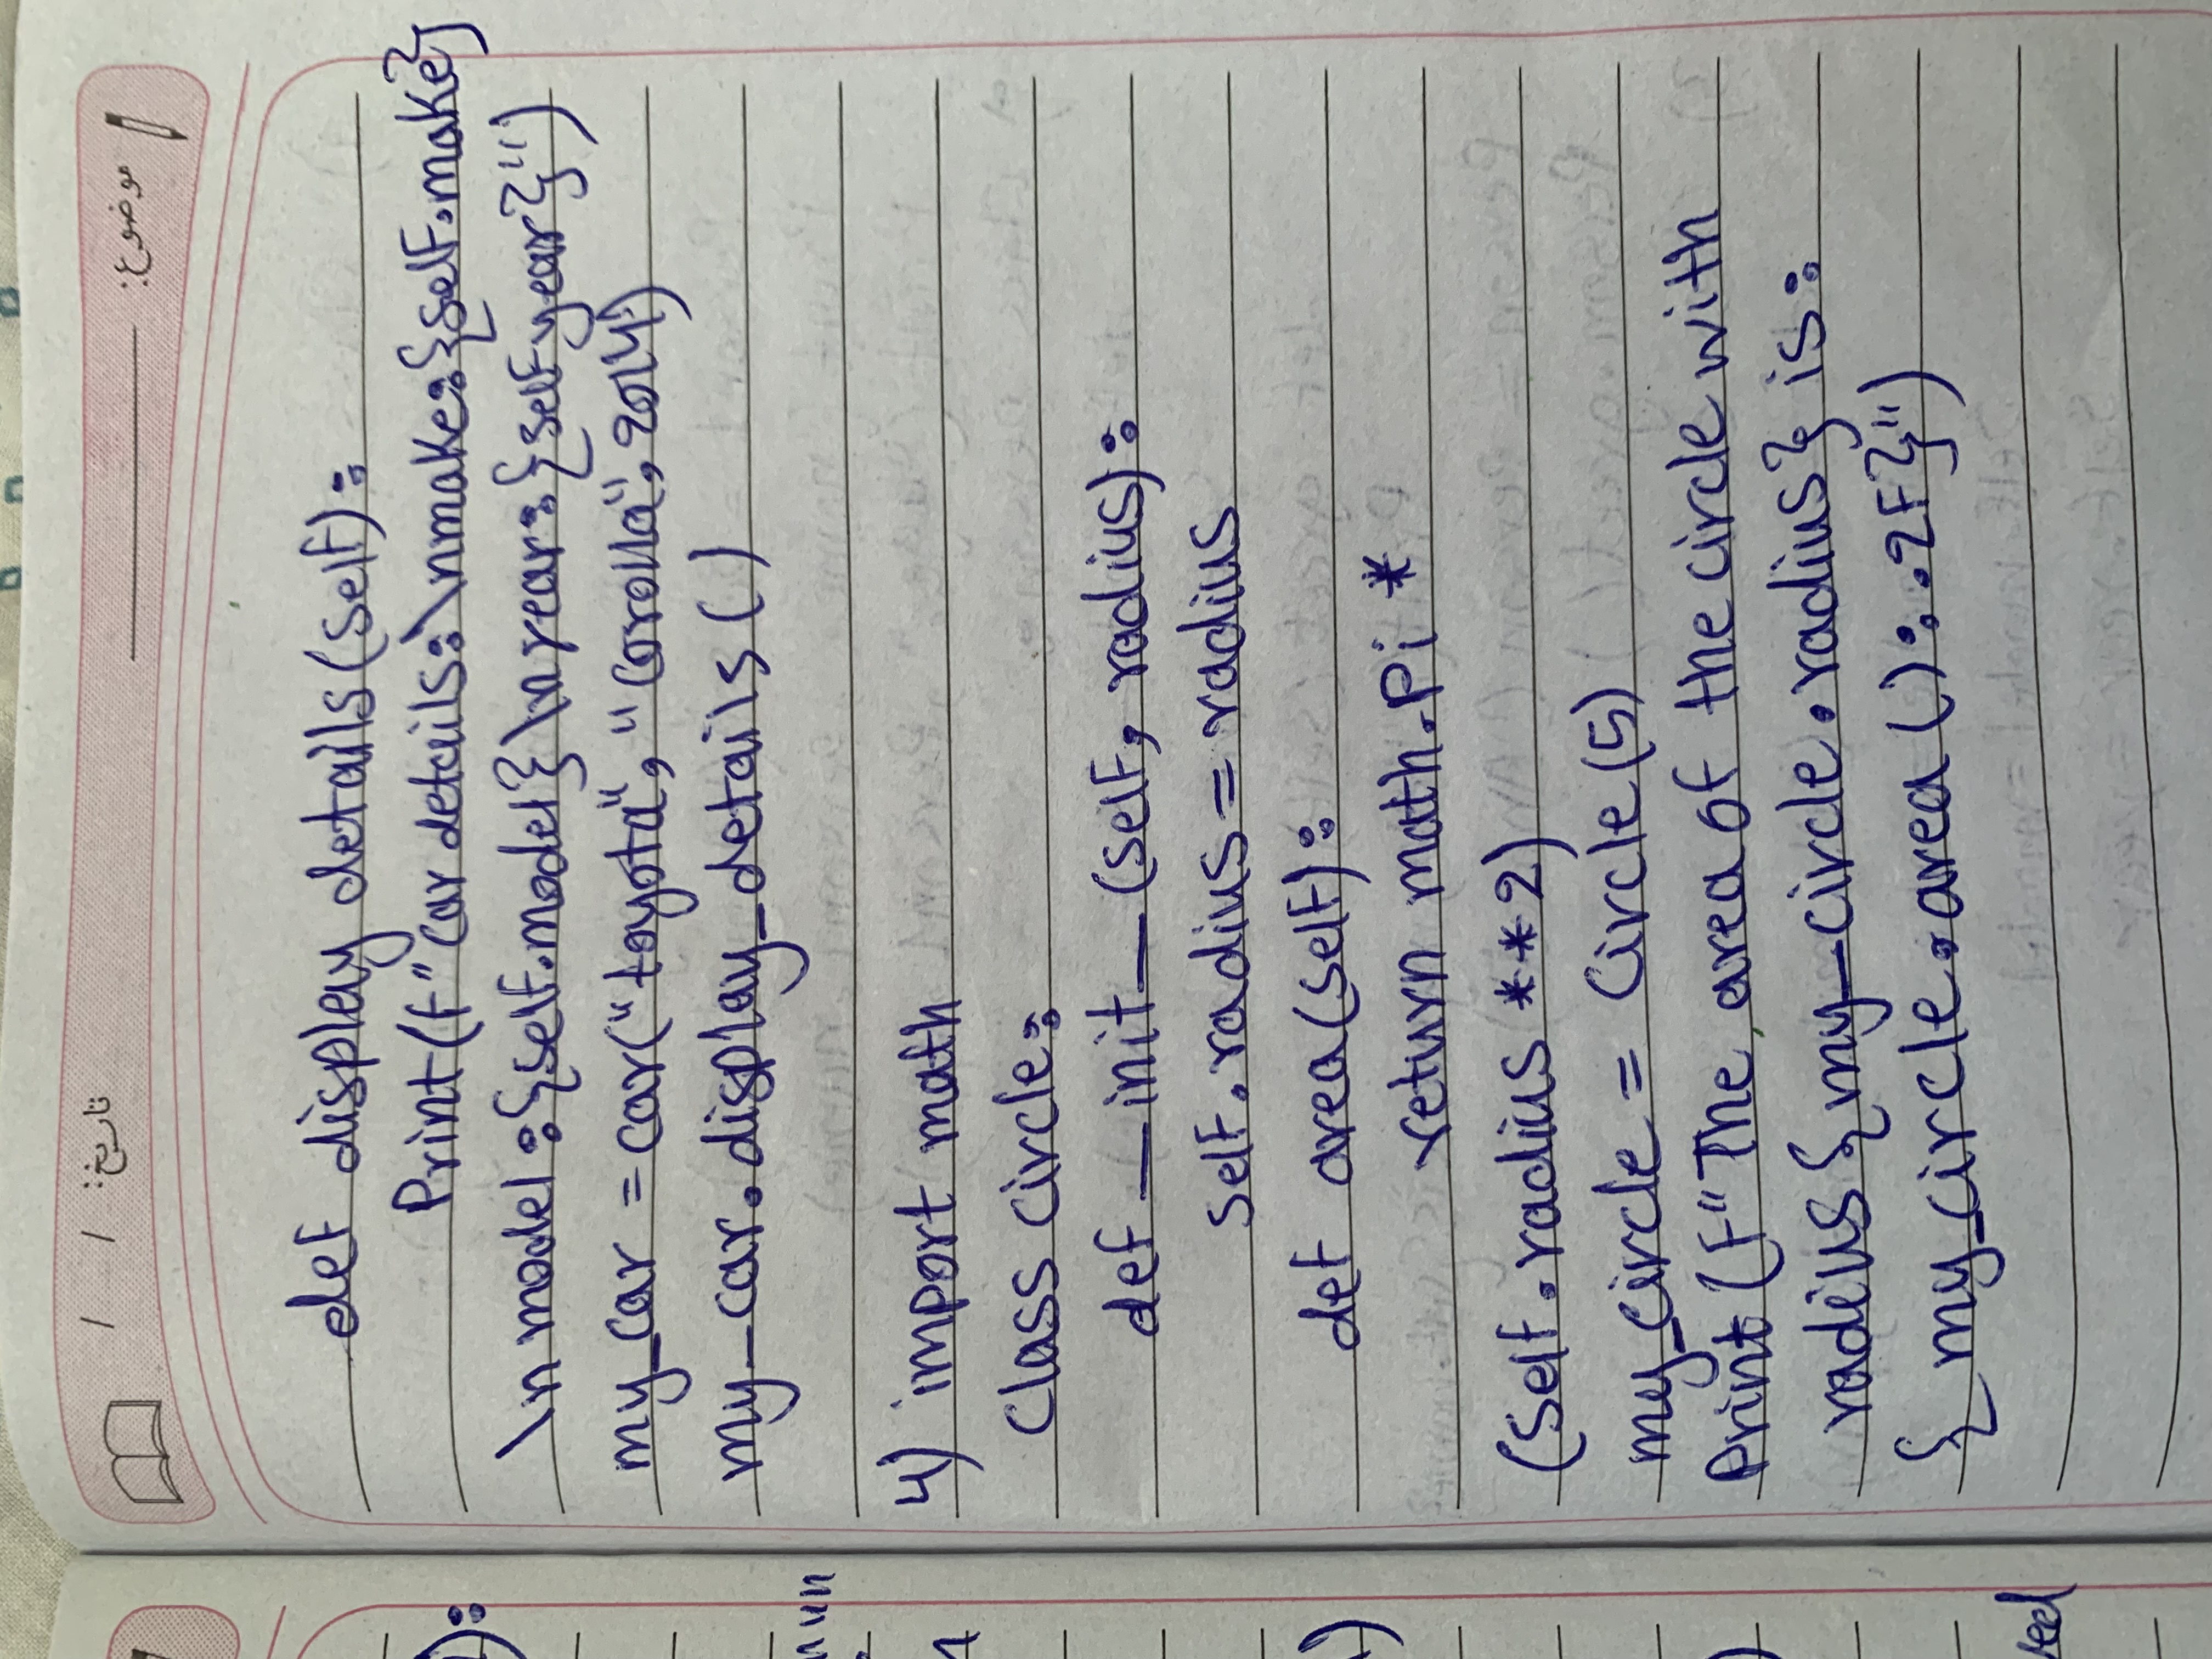 تاریخ: / /
موضوع:
def display details(self):
Print(f"car details:\nmake:{self.make}
\n model:{self.model}\n year:{self year}")
my_car = car("toyota", "Corolla", 2014)
my_car.display_details()
4) import math
Class circle:
def _init_(self, radius):
self.radius = radius
def area(self):
return math.Pi *
(Self.radius **2)
my_circle = Circle(5)
Print(f"The area of the circle with
radius {my_circle.radius} is:
{my_circle.area():.2F}")